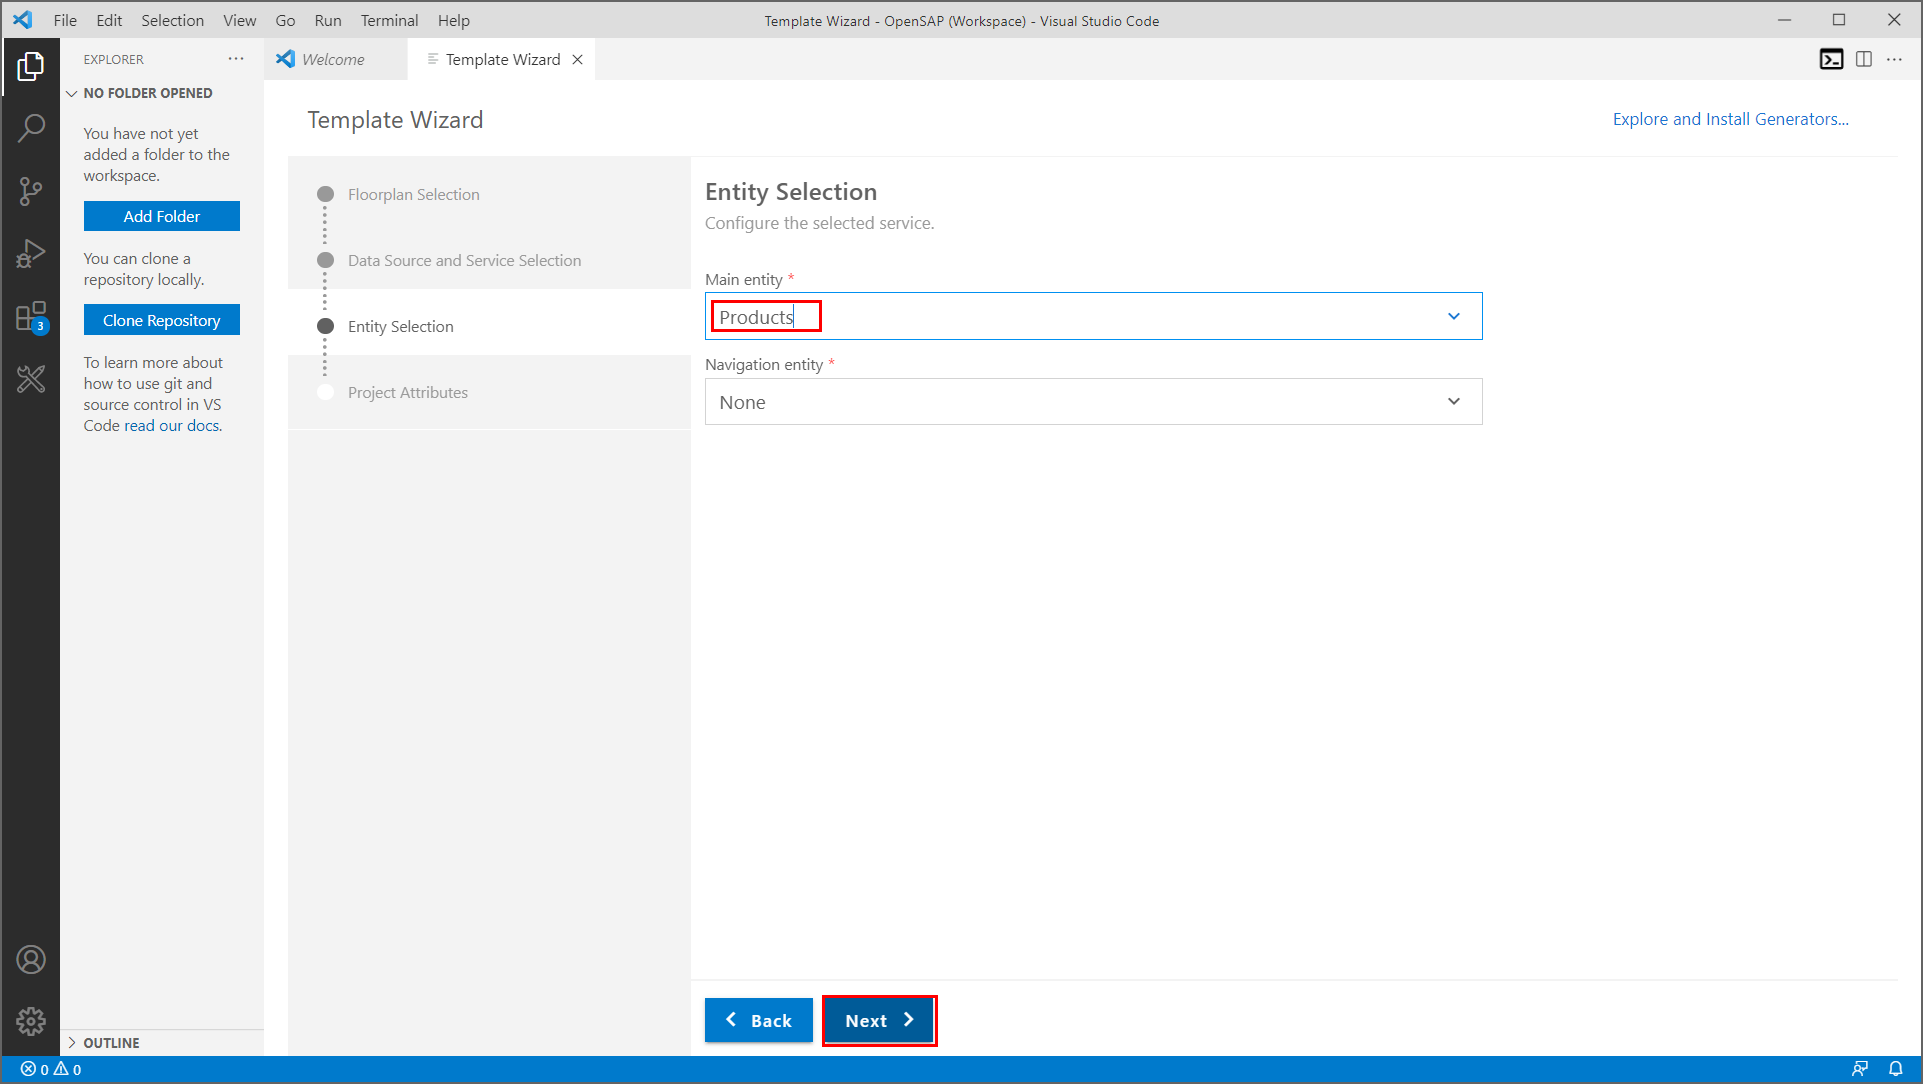 File Edit Selection View Go Run Terminal Help
Template Wizard - OpenSAP (Workspace) - Visual Studio Code
EXPLORER
Welcome
Template Wizard
NO FOLDER OPENED
You have not yet
added a folder to the
workspace.
Add Folder
You can clone a
repository locally.
Clone Repository
To learn more about
how to use git and
source control in VS
Code read our docs.
3
OUTLINE
Template Wizard
Explore and Install Generators...
Floorplan Selection
Data Source and Service Selection
Entity Selection
Project Attributes
Entity Selection
Configure the selected service.
Main entity *
Products
Navigation entity *
None
Back
Next
0 0